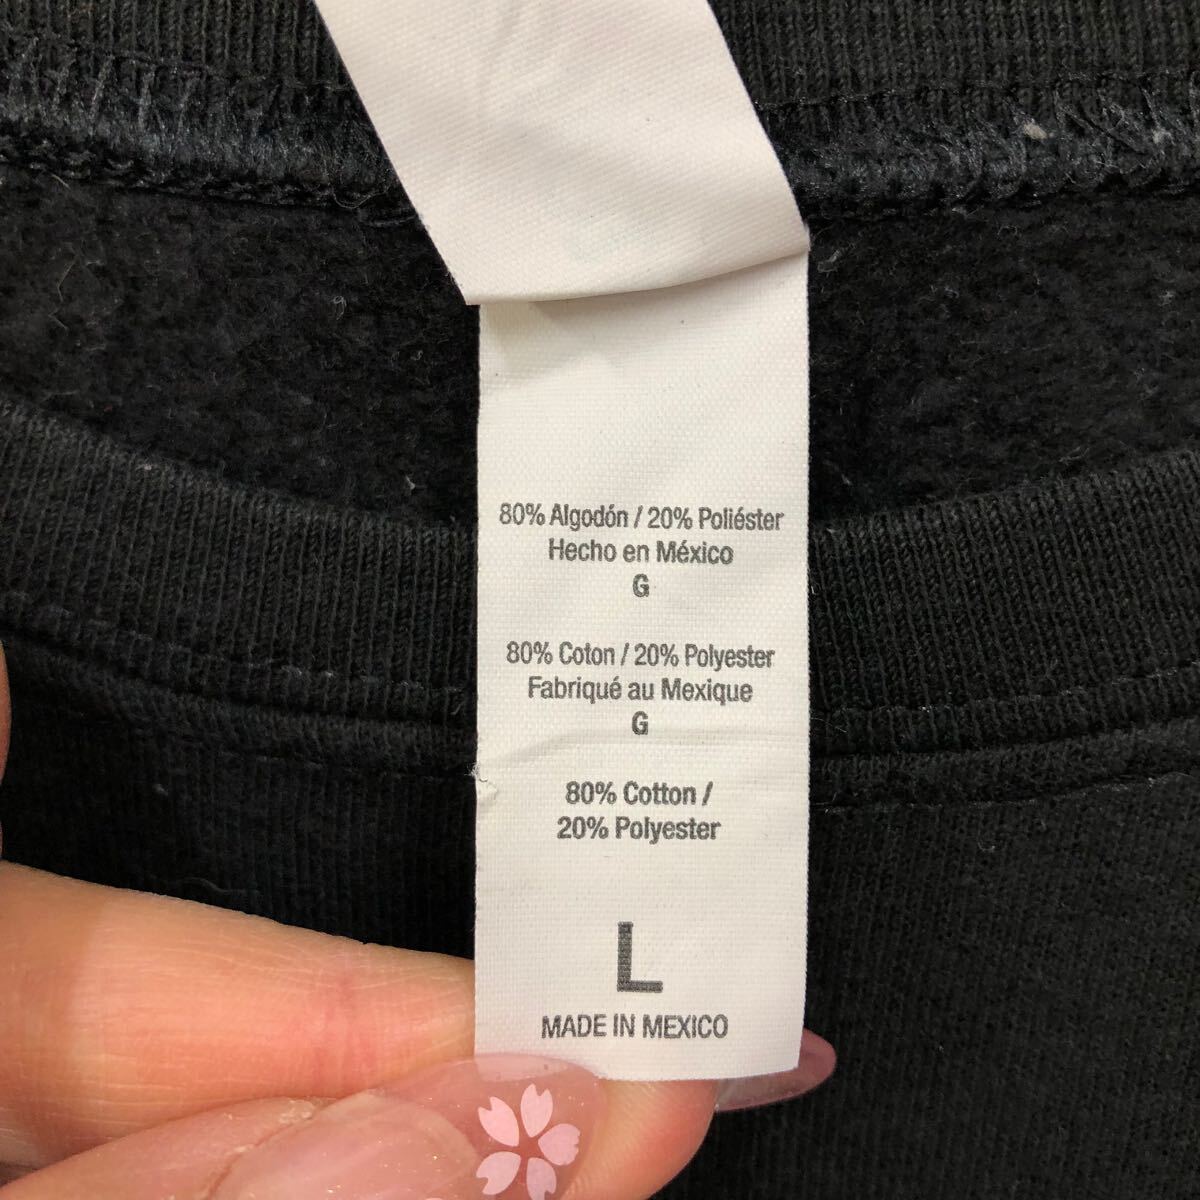 80% Algodón / 20% Poliéster
Hecho en México
G
80% Coton / 20% Polyester
Fabriqué au Mexique
G
80% Cotton /
20% Polyester
L
MADE IN MEXICO